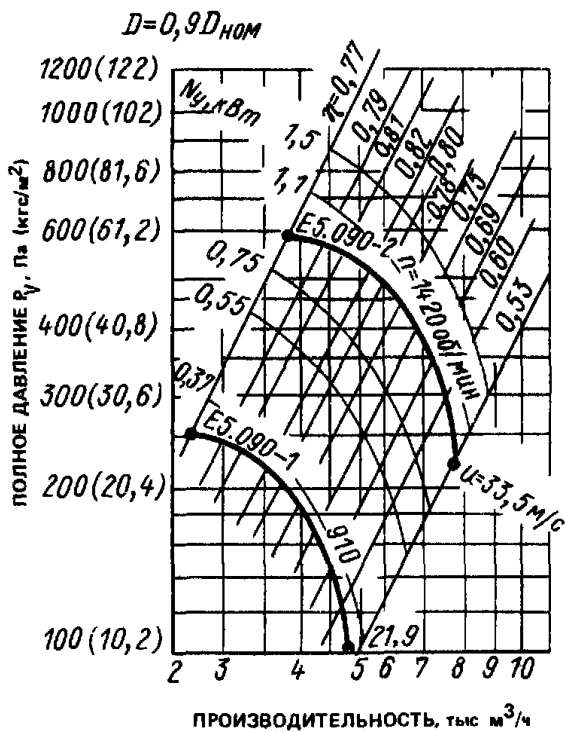 D=0,9Dном
1200(122)
1000(102)
800(81,6)
600(61,2)
400(40,8)
300(30,6)
200(20,4)
100(10,2)
ПОЛНОЕ ДАВЛЕНИЕ Pv, Па (кгс/м²)
Nу,кВт
1,5
1,1
0,75
0,55
0,37
η=0,77
0,79
0,81
0,82
0,80
0,78
0,75
0,69
0,60
0,53
E5.090-2
n=1420об/мин
E5.090-1
910
u=33,5м/с
21,9
2 3 4 5 6 7 8 9 10
ПРОИЗВОДИТЕЛЬНОСТЬ, тыс м³/ч